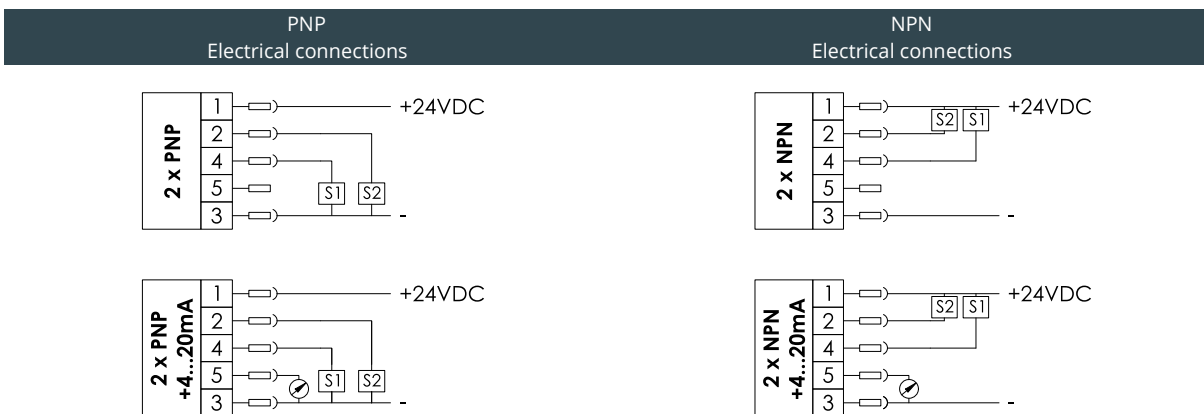 PNP
Electrical connections
NPN
Electrical connections
2 x PNP
1
+24VDC
2
4
5
S1
S2
3
-
2 x NPN
1
+24VDC
S2
S1
2
4
5
3
-
2 x PNP
+4...20mA
1
+24VDC
2
4
5
S1
S2
3
-
2 x NPN
+4...20mA
1
+24VDC
S2
S1
2
4
5
3
-